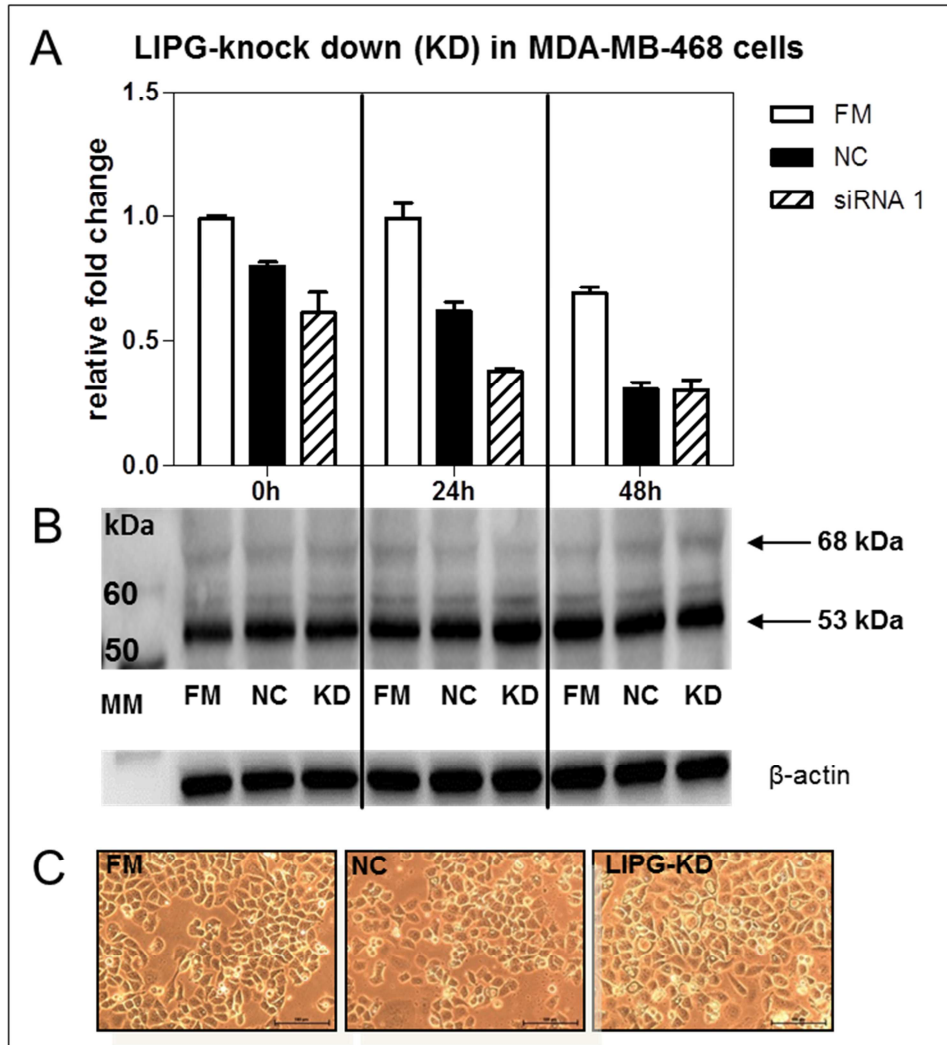 A LIPG-knock down (KD) in MDA-MB-468 cells
relative fold change
1.5
1.0
0.5
0.0
FM
NC
siRNA 1
0h 24h 48h
B
kDa
60
50
MM
68 kDa
53 kDa
FM NC KD FM NC KD FM NC KD
β-actin
C
FM NC LIPG-KD